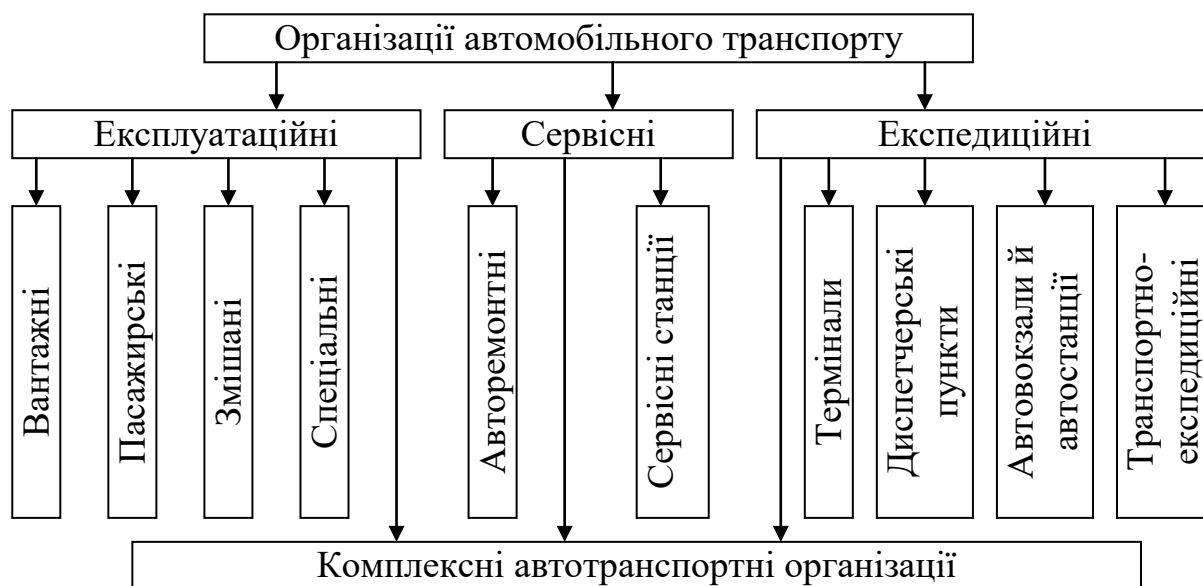 Організації автомобільного транспорту
Експлуатаційні
Сервісні
Експедиційні
Вантажні
Пасажирські
Змішані
Спеціальні
Авторемонтні
Сервісні станції
Термінали
Диспетчерські
пункти
Автовокзали й
автостанції
Транспортно-
експедиційні
Комплексні автотранспортні організації